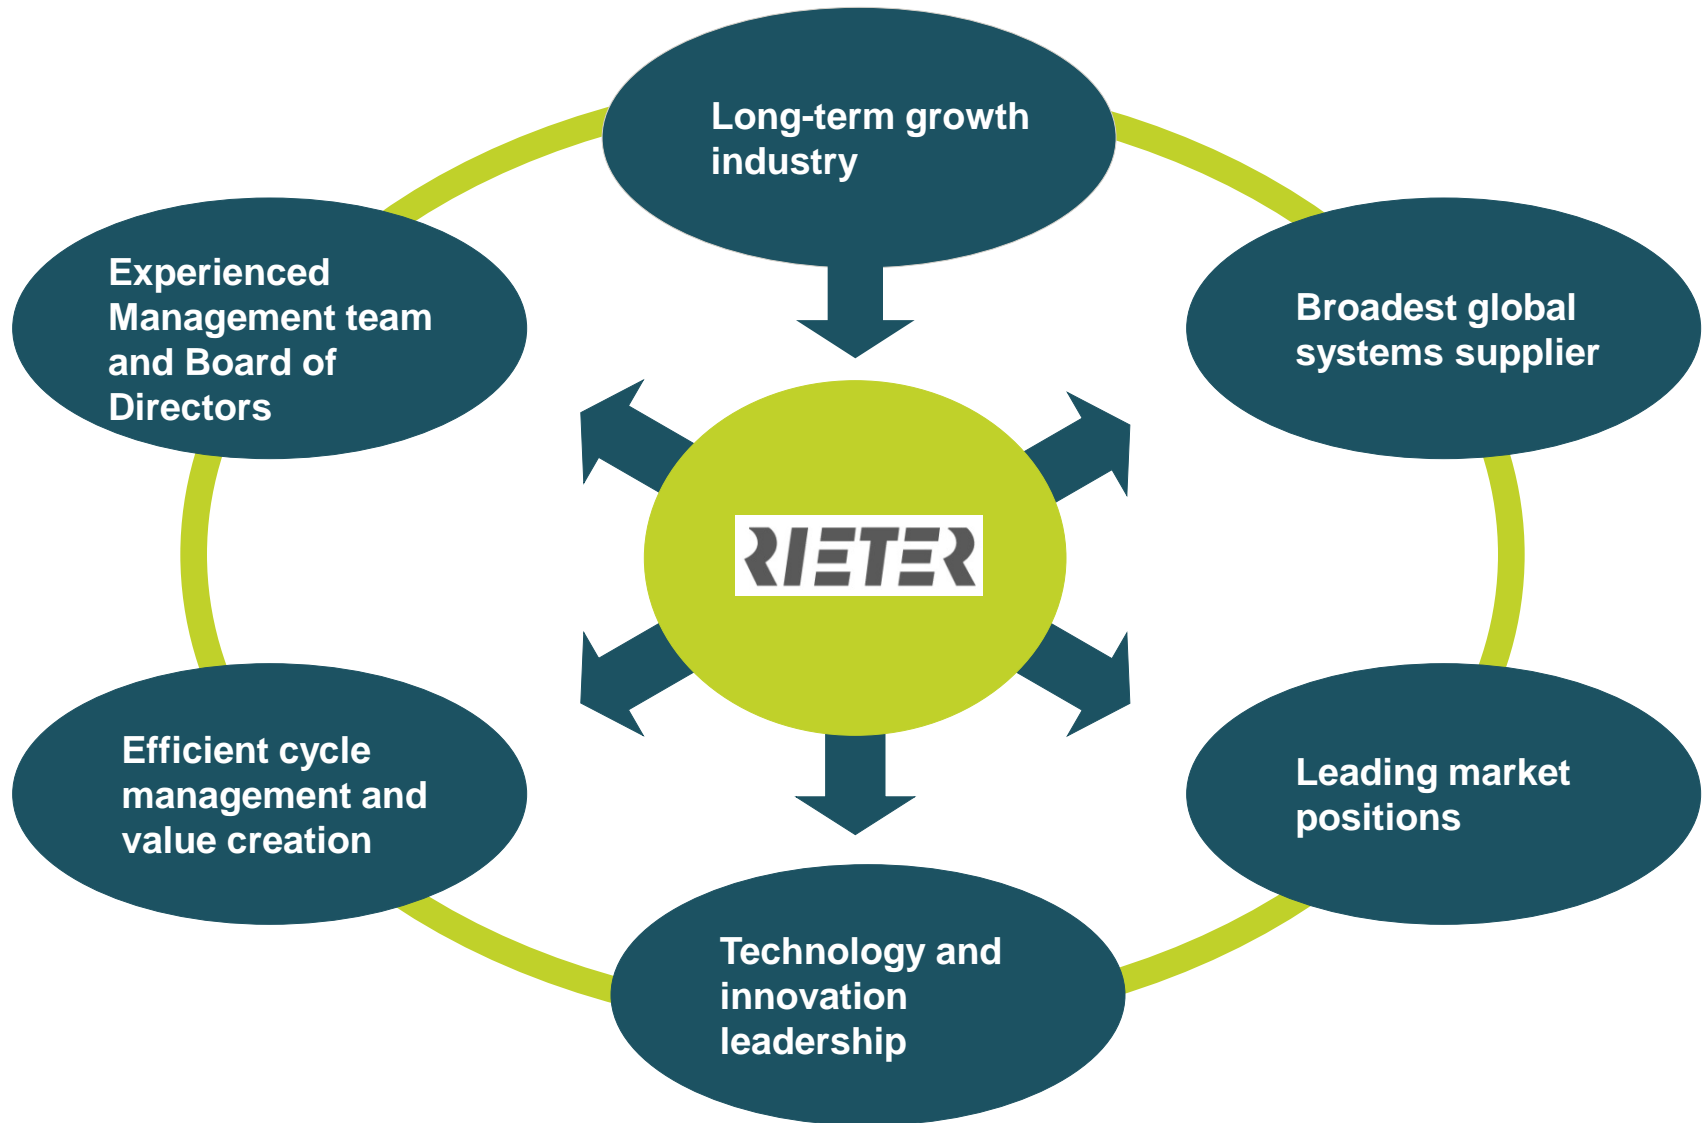 Long-term growth
industry
Experienced
Management team
and Board of
Directors
Broadest global
systems supplier
RIETER
Efficient cycle
management and
value creation
Leading market
positions
Technology and
innovation
leadership